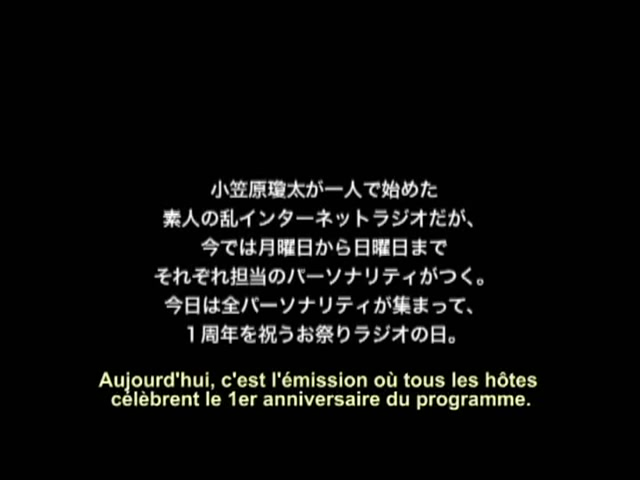 小笠原瓊太が一人で始めた
素人の乱インターネットラジオだが、
今では月曜日から日曜日まで
それぞれ担当のパーソナリティがつく。
今日は全パーソナリティが集まって、
１周年を祝うお祭りラジオの日。
Aujourd'hui, c'est l'émission où tous les hôtes
célèbrent le 1er anniversaire du programme.